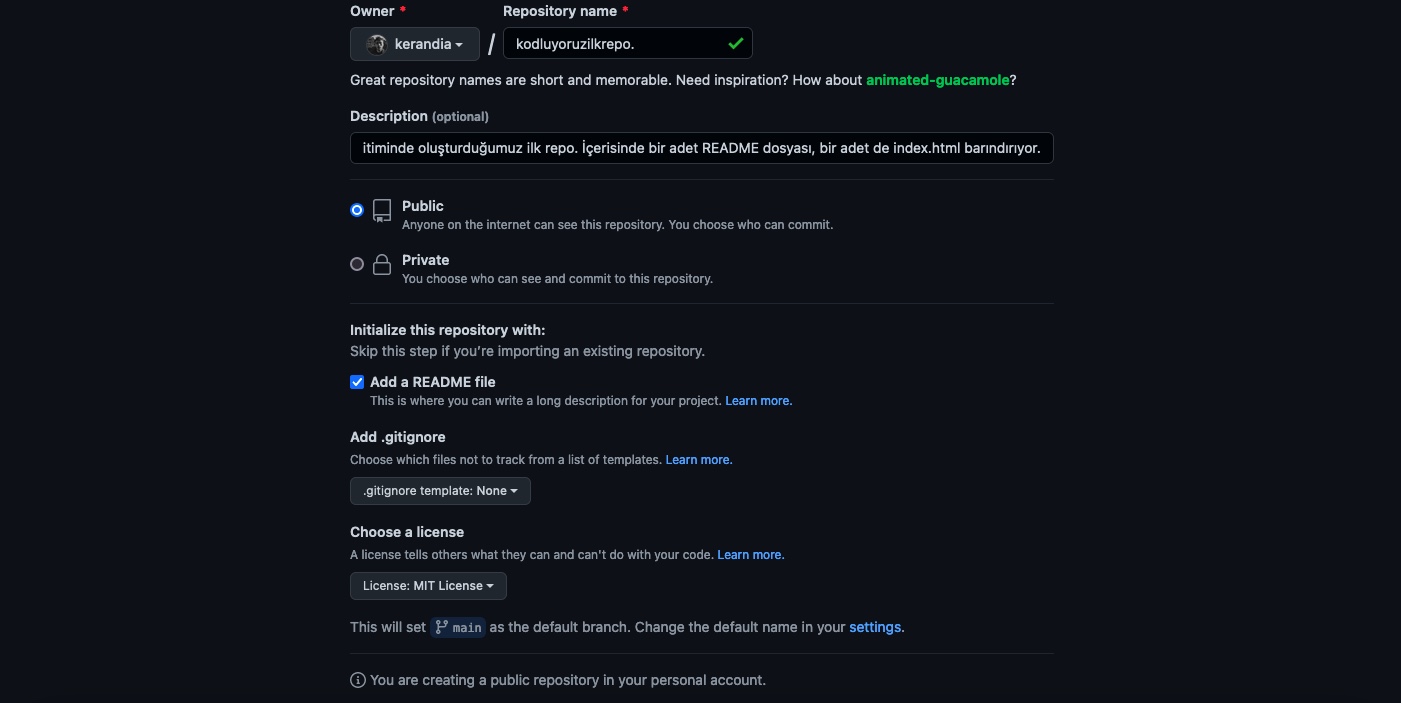 Owner * Repository name *
kerandia / kodluyoruzilkrepo.
Great repository names are short and memorable. Need inspiration? How about animated-guacamole?
Description (optional)
itiminde oluşturduğumuz ilk repo. İçerisinde bir adet README dosyası, bir adet de index.html barındırıyor.
Public
Anyone on the internet can see this repository. You choose who can commit.
Private
You choose who can see and commit to this repository.
Initialize this repository with:
Skip this step if you're importing an existing repository.
Add a README file
This is where you can write a long description for your project. Learn more.
Add .gitignore
Choose which files not to track from a list of templates. Learn more.
.gitignore template: None
Choose a license
A license tells others what they can and can't do with your code. Learn more.
License: MIT License
This will set main as the default branch. Change the default name in your settings.
You are creating a public repository in your personal account.